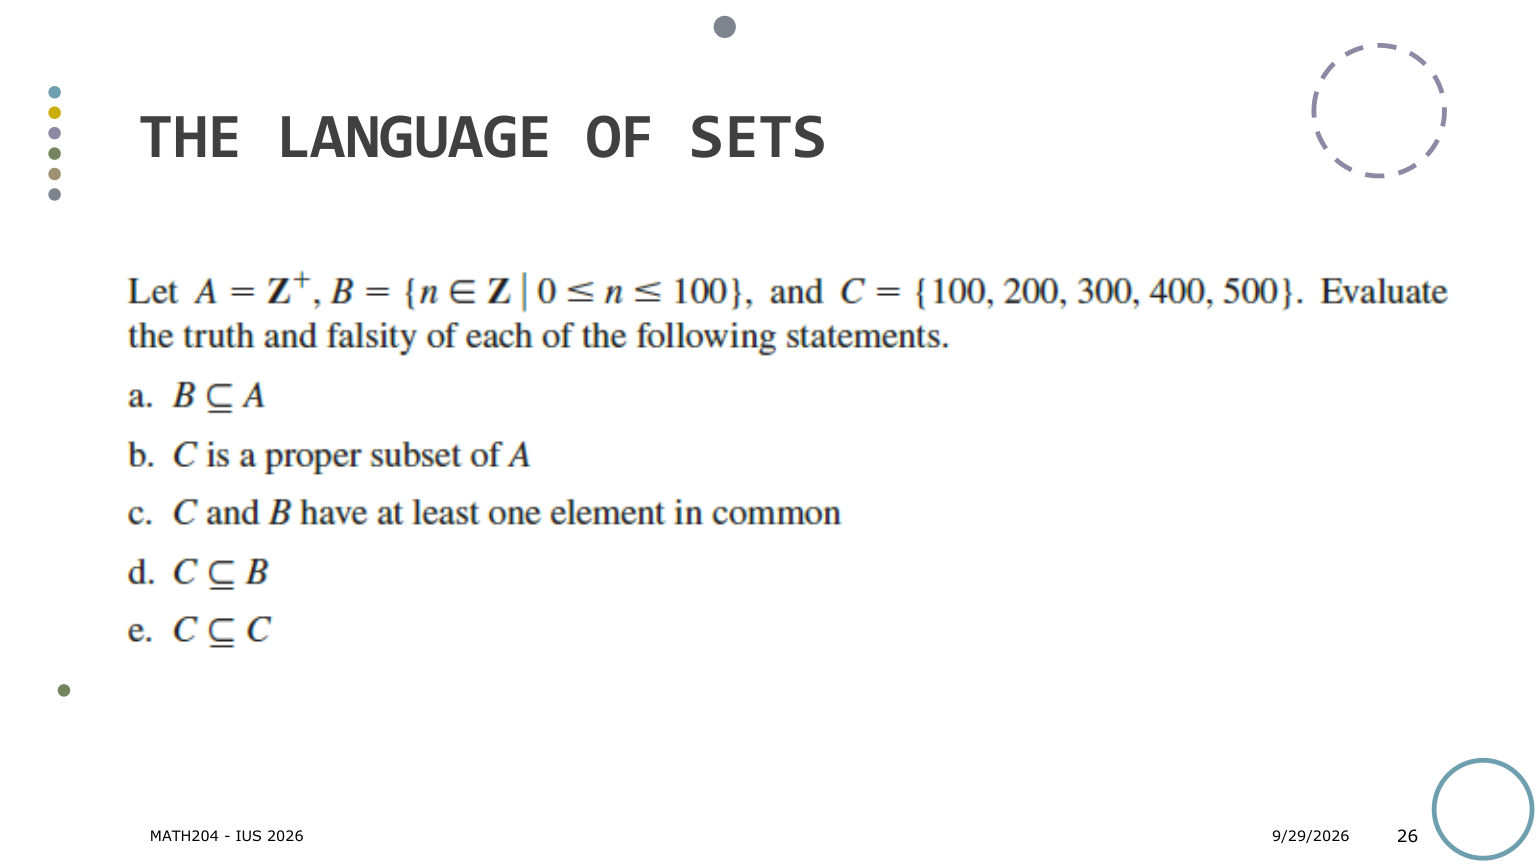 THE LANGUAGE OF SETS
Let A = Z⁺, B = {n ∈ Z | 0 ≤ n ≤ 100}, and C = {100, 200, 300, 400, 500}. Evaluate
the truth and falsity of each of the following statements.
a. B ⊆ A
b. C is a proper subset of A
c. C and B have at least one element in common
d. C ⊆ B
e. C ⊆ C
MATH204 - IUS 2026
9/29/2026
26